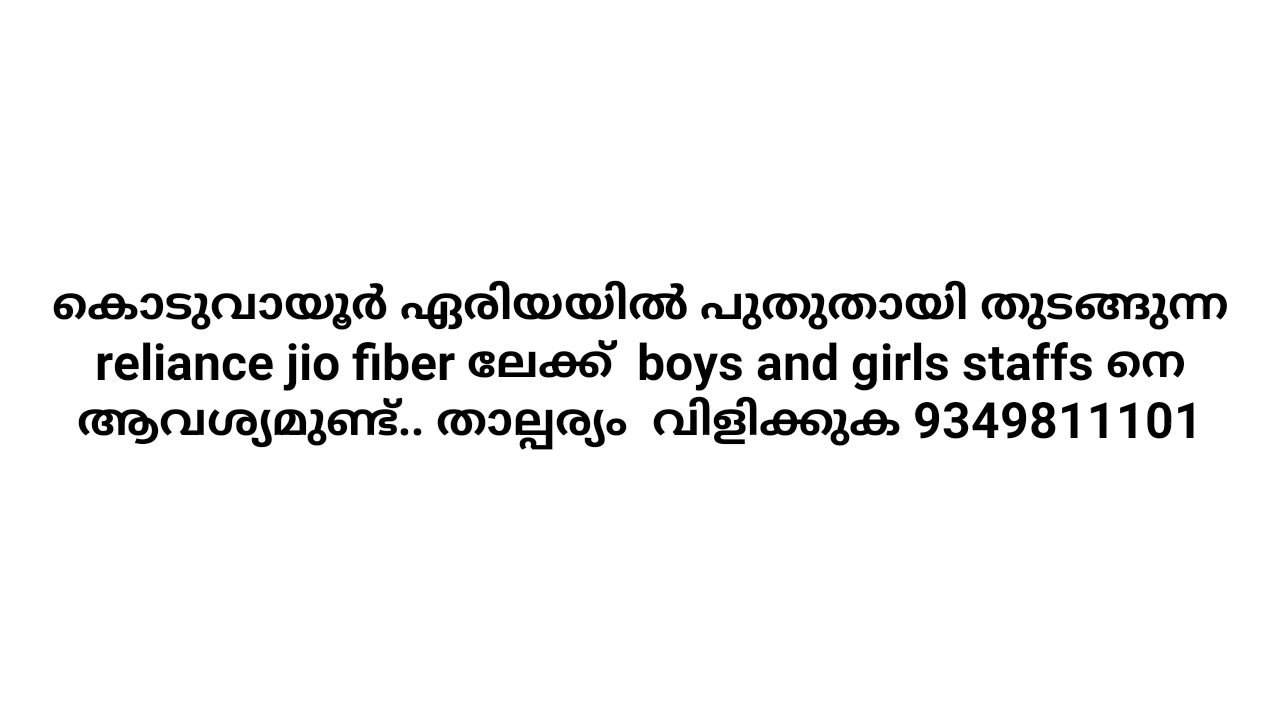 കൊടുവായൂർ ഏരിയയിൽ പുതുതായി തുടങ്ങുന്ന
reliance jio fiber ലേക്ക്  boys and girls staffs നെ
ആവശ്യമുണ്ട്.. താല്പര്യം  വിളിക്കുക 9349811101